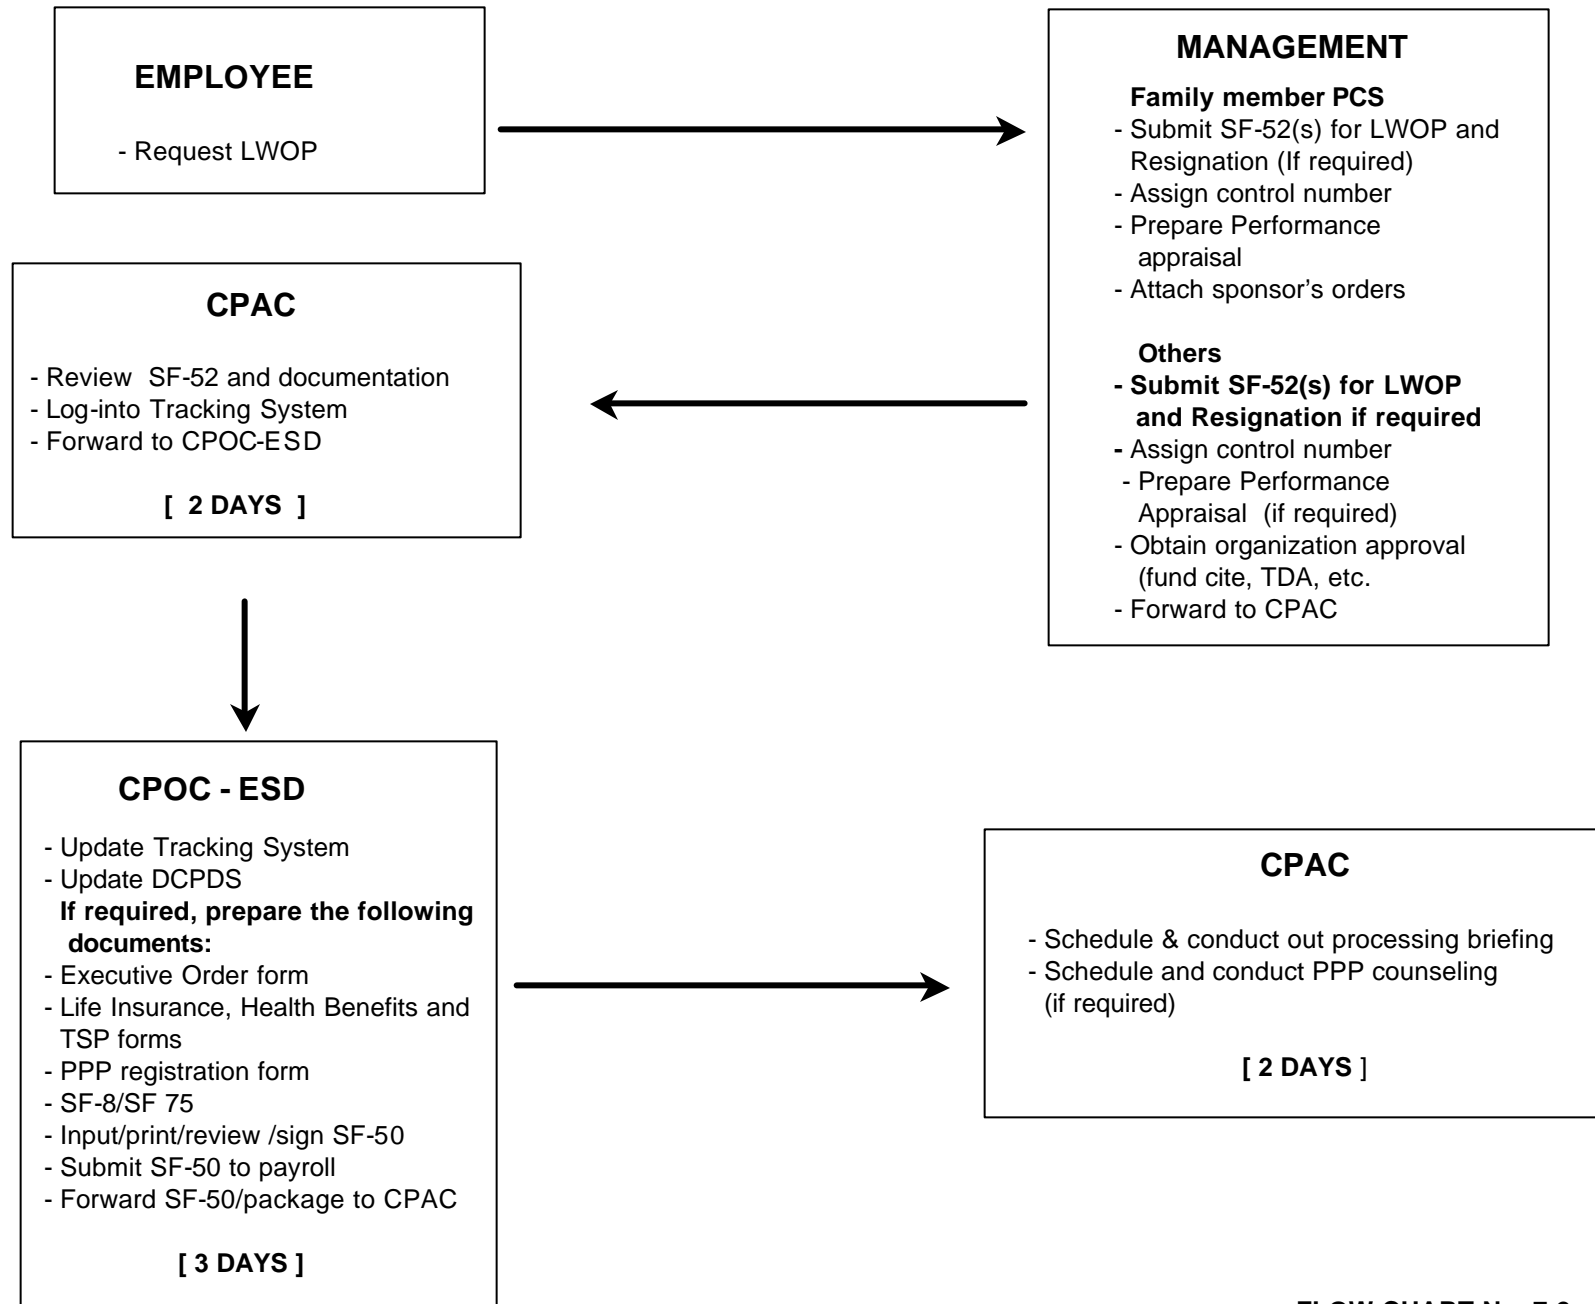 EMPLOYEE
- Request LWOP
MANAGEMENT
Family member PCS
- Submit SF-52(s) for LWOP and
Resignation (If required)
- Assign control number
- Prepare Performance
appraisal
- Attach sponsor's orders
Others
- Submit SF-52(s) for LWOP
and Resignation if required
- Assign control number
- Prepare Performance
Appraisal (if required)
- Obtain organization approval
(fund cite, TDA, etc.
- Forward to CPAC
CPAC
- Review SF-52 and documentation
- Log-into Tracking System
- Forward to CPOC-ESD
[ 2 DAYS ]
CPOC - ESD
- Update Tracking System
- Update DCPDS
If required, prepare the following
documents:
- Executive Order form
- Life Insurance, Health Benefits and
TSP forms
- PPP registration form
- SF-8/SF 75
- Input/print/review /sign SF-50
- Submit SF-50 to payroll
- Forward SF-50/package to CPAC
[ 3 DAYS ]
CPAC
- Schedule & conduct out processing briefing
- Schedule and conduct PPP counseling
(if required)
[ 2 DAYS ]
FLOW CHART